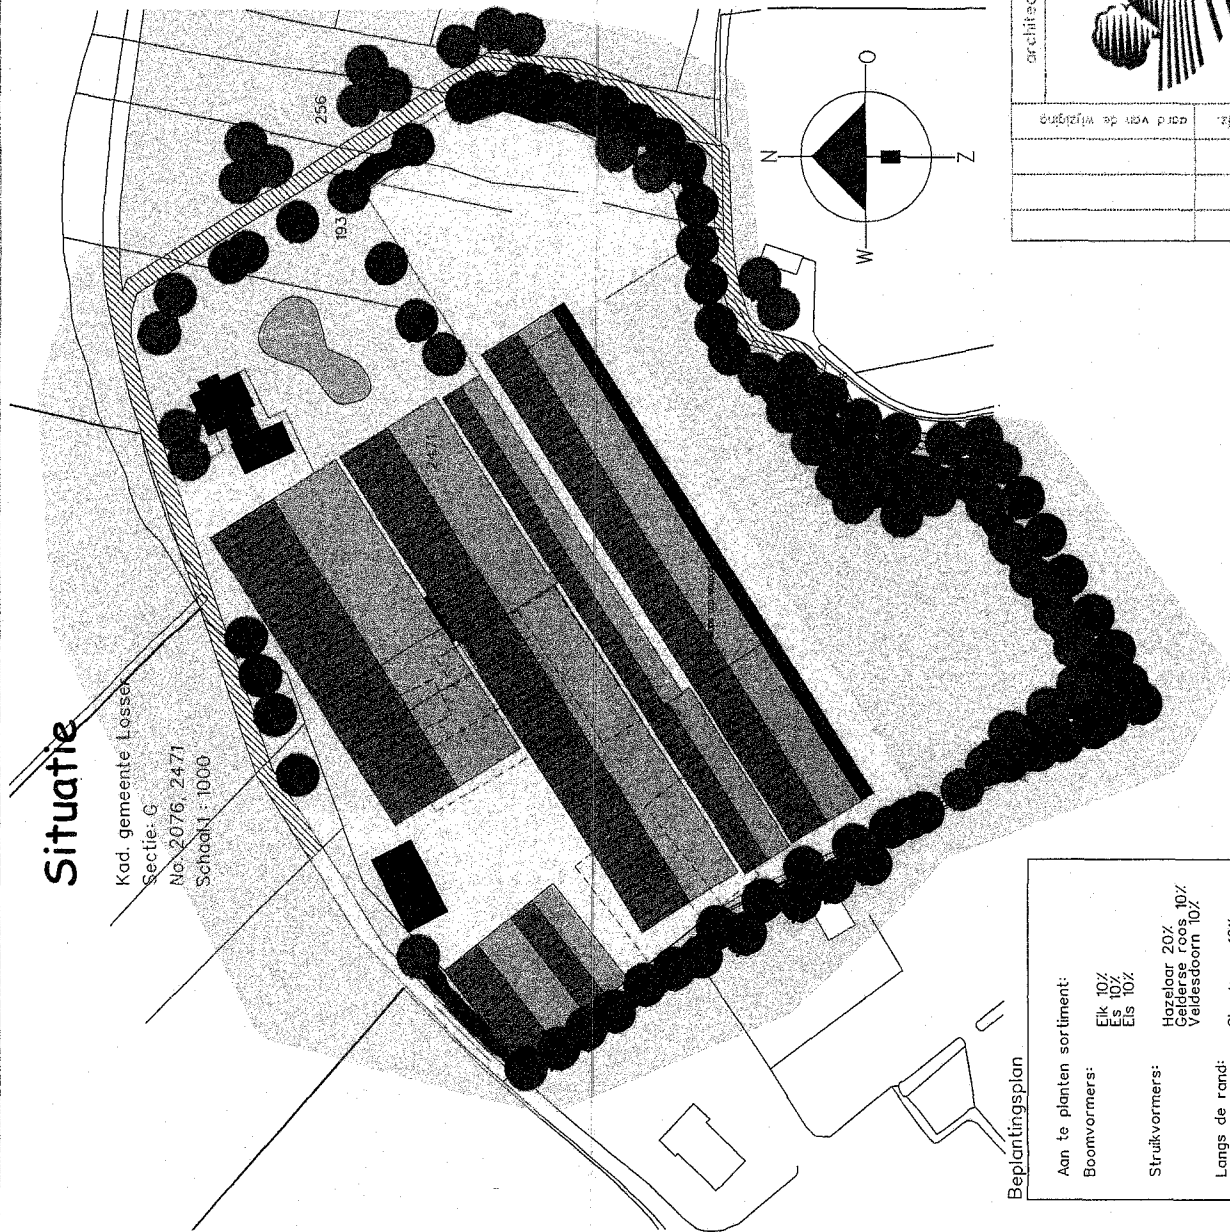 Situatie
Kad. gemeente Losser
Sectie: G
No: 2076, 2471
Schaal 1 : 1000
256
193
2471
N
O
Z
W
architec
aard van de wijziging
Beplantingsplan
Aan te planten sortiment:
Boomvormers: Eik 10%
Es 10%
Els 10%
Struikvormers: Hazelaar 20%
Gelderse roos 10%
Veldesdoorn 10%
Langs de rand: